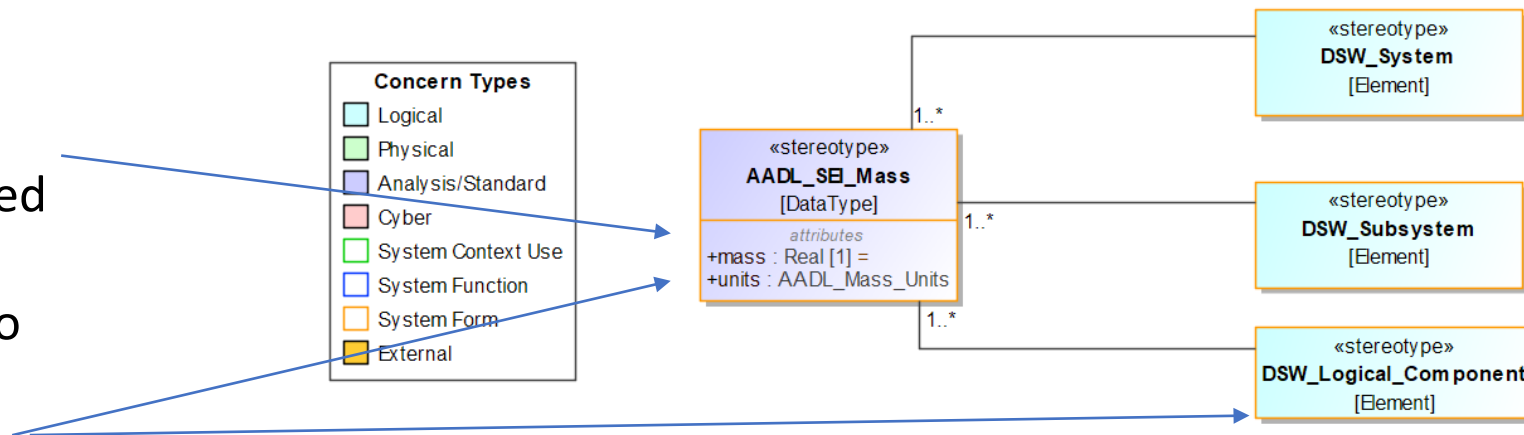 ed
o
Concern Types
Logical
Physical
Analysis/Standard
Cyber
System Context Use
System Function
System Form
External
1..*
«stereotype»
AADL_SEI_Mass
[DataType]
attributes
+mass : Real [1] =
+units : AADL_Mass_Units
1..*
1..*
«stereotype»
DSW_System
[Element]
«stereotype»
DSW_Subsystem
[Element]
«stereotype»
DSW_Logical_Component
[Element]